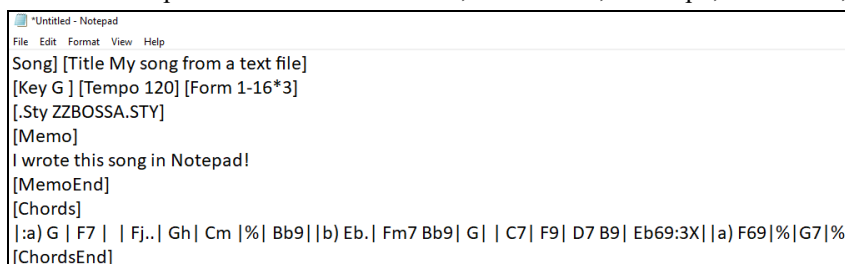 *Untitled - Notepad
File Edit Format View Help
Song] [Title My song from a text file]
[Key G ] [Tempo 120] [Form 1-16*3]
[.Sty ZZBOSSA.STY]
[Memo]
I wrote this song in Notepad!
[MemoEnd]
[Chords]
|:a) G | F7 | | Fj..| Gh| Cm |%| Bb9||b) Eb.| Fm7 Bb9| G| | C7| F9| D7 B9| Eb69:3X||a) F69|%|G7|%
[ChordsEnd]